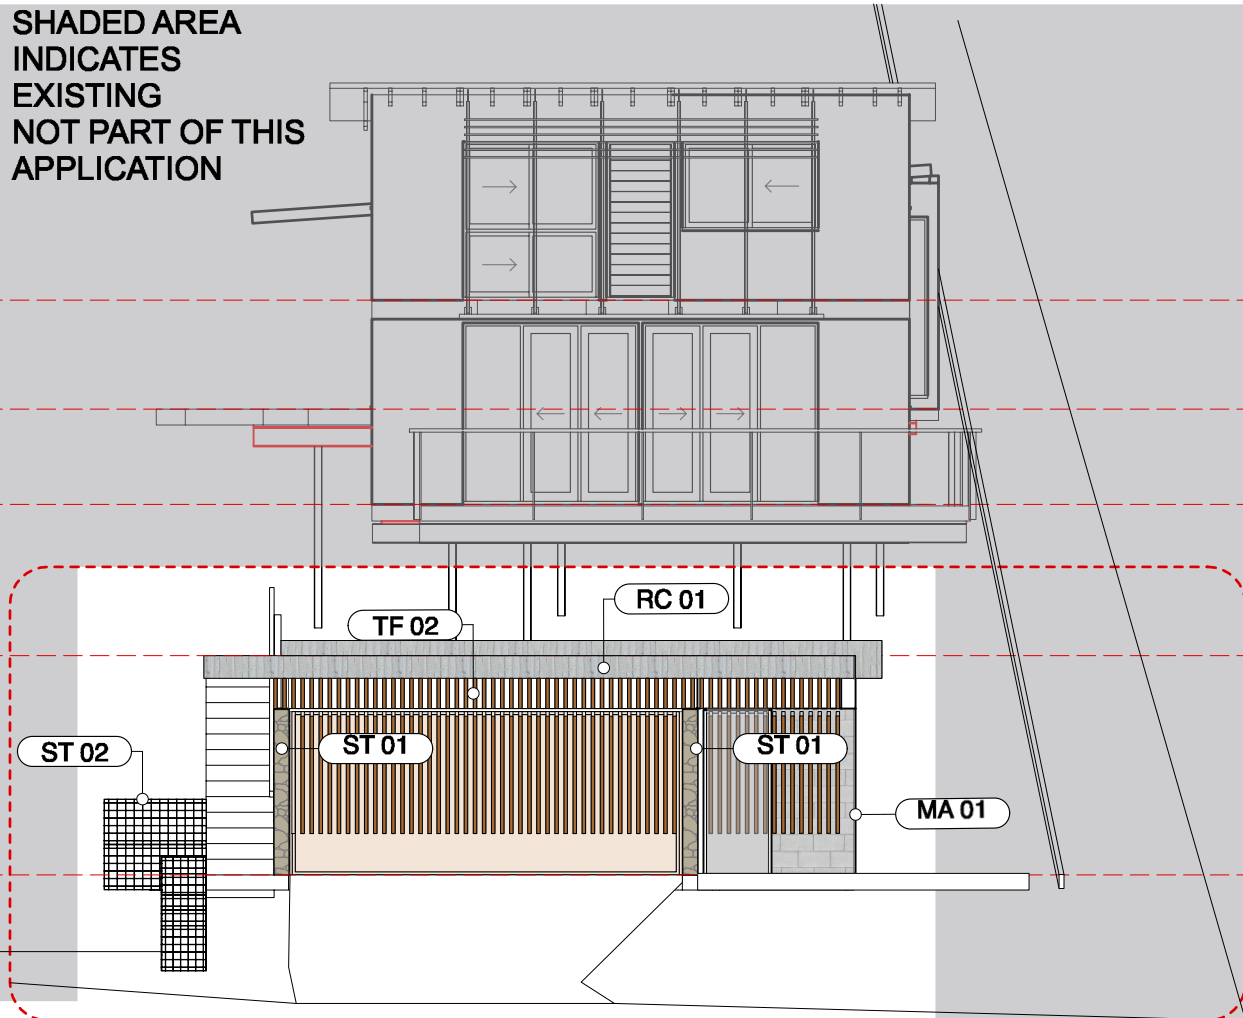 SHADED AREA
INDICATES
EXISTING
NOT PART OF THIS
APPLICATION
RC 01
TF 02
ST 01
ST 01
ST 02
MA 01